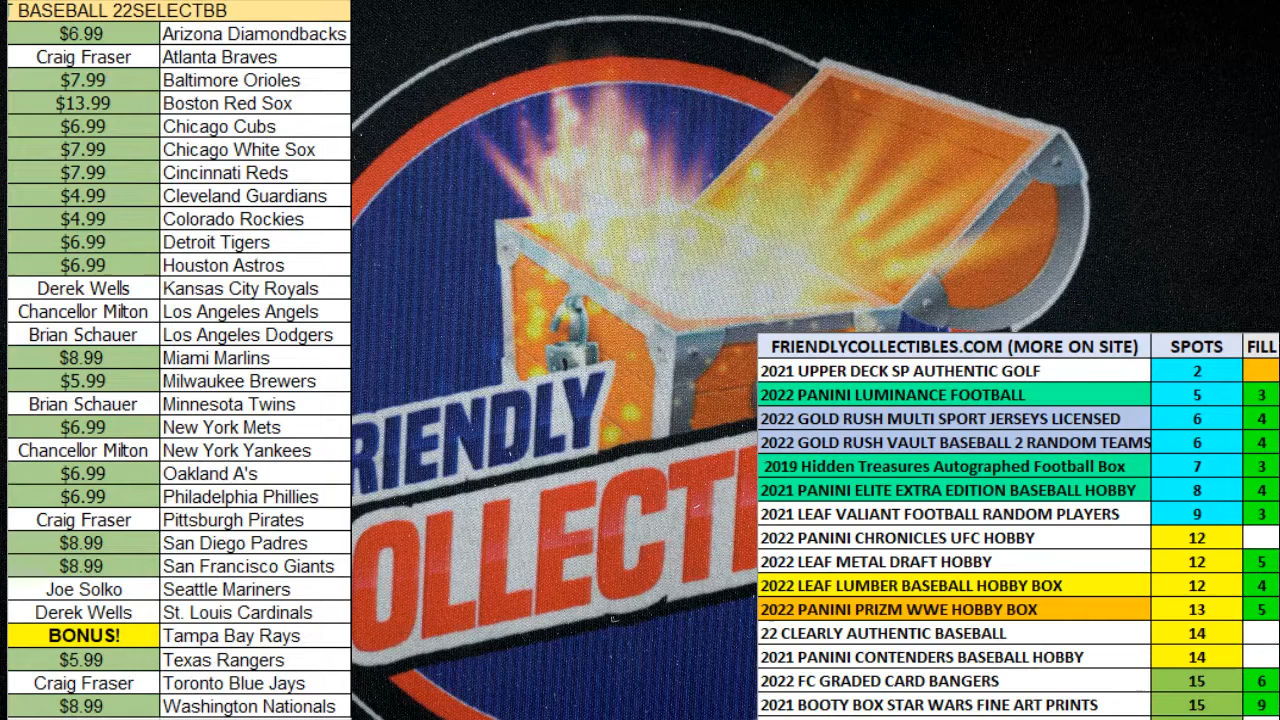 T BASEBALL 22SELECTBB
$6.99 Arizona Diamondbacks
Craig Fraser Atlanta Braves
$7.99 Baltimore Orioles
$13.99 Boston Red Sox
$6.99 Chicago Cubs
$7.99 Chicago White Sox
$7.99 Cincinnati Reds
$4.99 Cleveland Guardians
$4.99 Colorado Rockies
$6.99 Detroit Tigers
$6.99 Houston Astros
Derek Wells Kansas City Royals
Chancellor Milton Los Angeles Angels
Brian Schauer Los Angeles Dodgers
$8.99 Miami Marlins
$5.99 Milwaukee Brewers
Brian Schauer Minnesota Twins
$6.99 New York Mets
Chancellor Milton New York Yankees
$6.99 Oakland A's
$6.99 Philadelphia Phillies
Craig Fraser Pittsburgh Pirates
$8.99 San Diego Padres
$8.99 San Francisco Giants
Joe Solko Seattle Mariners
Derek Wells St. Louis Cardinals
BONUS! Tampa Bay Rays
$5.99 Texas Rangers
Craig Fraser Toronto Blue Jays
$8.99 Washington Nationals
RIENDLY
OLLECTI
FRIENDLYCOLLECTIBLES.COM (MORE ON SITE) SPOTS FILL
2021 UPPER DECK SP AUTHENTIC GOLF 2
2022 PANINI LUMINANCE FOOTBALL 5 3
2022 GOLD RUSH MULTI SPORT JERSEYS LICENSED 6 4
2022 GOLD RUSH VAULT BASEBALL 2 RANDOM TEAMS 6 4
2019 Hidden Treasures Autographed Football Box 7 3
2021 PANINI ELITE EXTRA EDITION BASEBALL HOBBY 8 4
2021 LEAF VALIANT FOOTBALL RANDOM PLAYERS 9 3
2022 PANINI CHRONICLES UFC HOBBY 12
2022 LEAF METAL DRAFT HOBBY 12 5
2022 LEAF LUMBER BASEBALL HOBBY BOX 12 4
2022 PANINI PRIZM WWE HOBBY BOX 13 5
22 CLEARLY AUTHENTIC BASEBALL 14
2021 PANINI CONTENDERS BASEBALL HOBBY 14
2022 FC GRADED CARD BANGERS 15 6
2021 BOOTY BOX STAR WARS FINE ART PRINTS 15 9